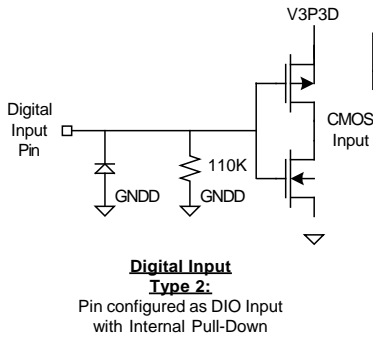 V3P3D
Digital
Input
Pin
CMOS
Input
110K
GNDD
GNDD
Digital Input
Type 2:
Pin configured as DIO Input
with Internal Pull-Down